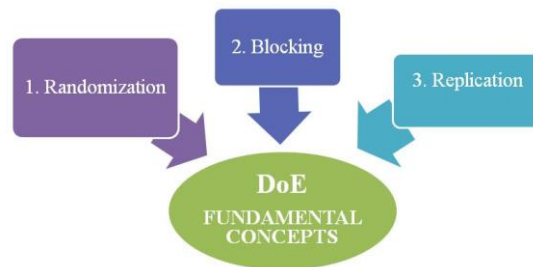 1. Randomization
2. Blocking
3. Replication
DoE
FUNDAMENTAL
CONCEPTS